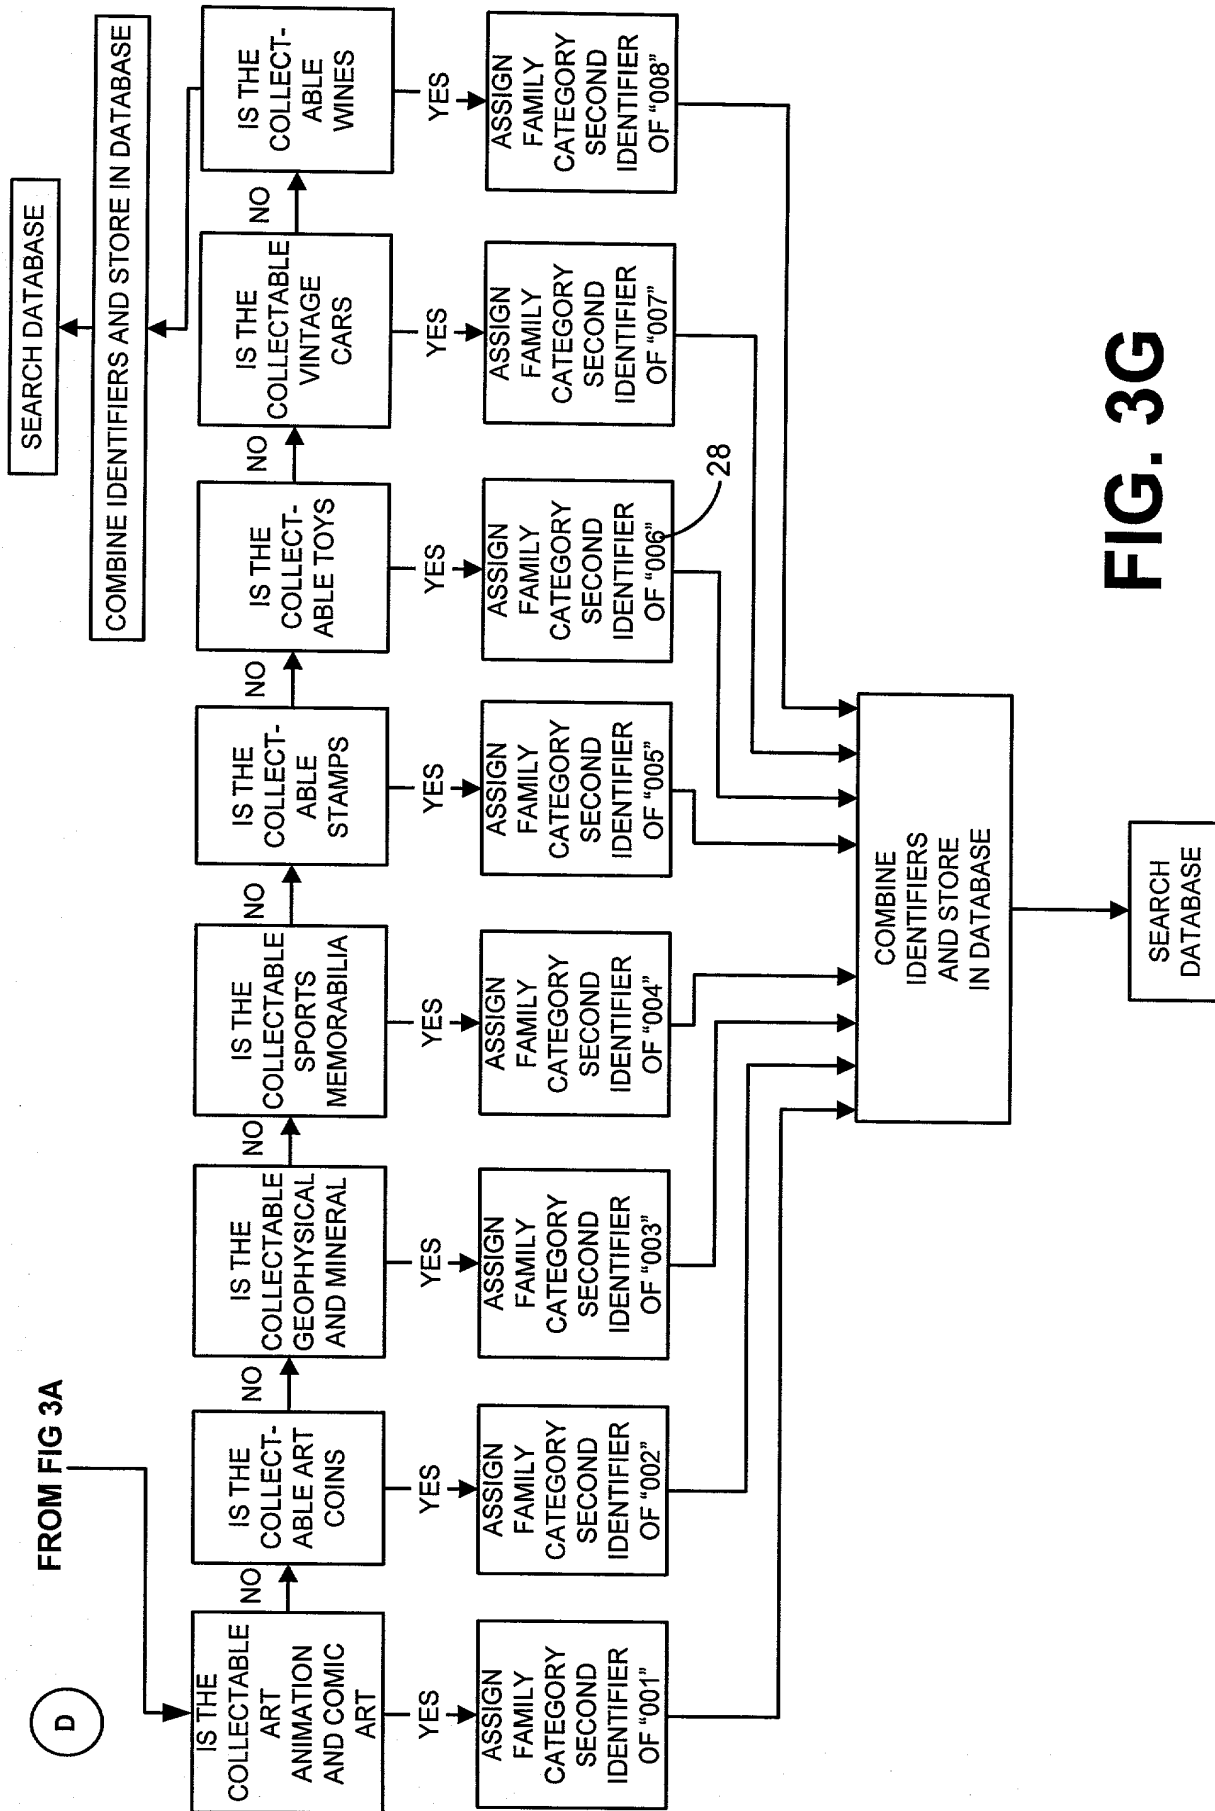 D
FROM FIG 3A
SEARCH DATABASE
COMBINE IDENTIFIERS AND STORE IN DATABASE
IS THE
COLLECTABLE
ART
ANIMATION
AND COMIC
ART
NO
IS THE
COLLECT-
ABLE ART
COINS
NO
IS THE
COLLECTABLE
GEOPHYSICAL
AND MINERAL
NO
IS THE
COLLECTABLE
SPORTS
MEMORABILIA
NO
IS THE
COLLECT-
ABLE
STAMPS
NO
IS THE
COLLECT-
ABLE TOYS
NO
IS THE
COLLECTABLE
VINTAGE
CARS
NO
IS THE
COLLECT-
ABLE
WINES
YES
YES
YES
YES
YES
YES
YES
YES
ASSIGN
FAMILY
CATEGORY
SECOND
IDENTIFIER
OF “001”
ASSIGN
FAMILY
CATEGORY
SECOND
IDENTIFIER
OF “002”
ASSIGN
FAMILY
CATEGORY
SECOND
IDENTIFIER
OF “003”
ASSIGN
FAMILY
CATEGORY
SECOND
IDENTIFIER
OF “004”
ASSIGN
FAMILY
CATEGORY
SECOND
IDENTIFIER
OF “005”
ASSIGN
FAMILY
CATEGORY
SECOND
IDENTIFIER
OF “006”
28
ASSIGN
FAMILY
CATEGORY
SECOND
IDENTIFIER
OF “007”
ASSIGN
FAMILY
CATEGORY
SECOND
IDENTIFIER
OF “008”
COMBINE
IDENTIFIERS
AND STORE
IN DATABASE
SEARCH
DATABASE
FIG. 3G